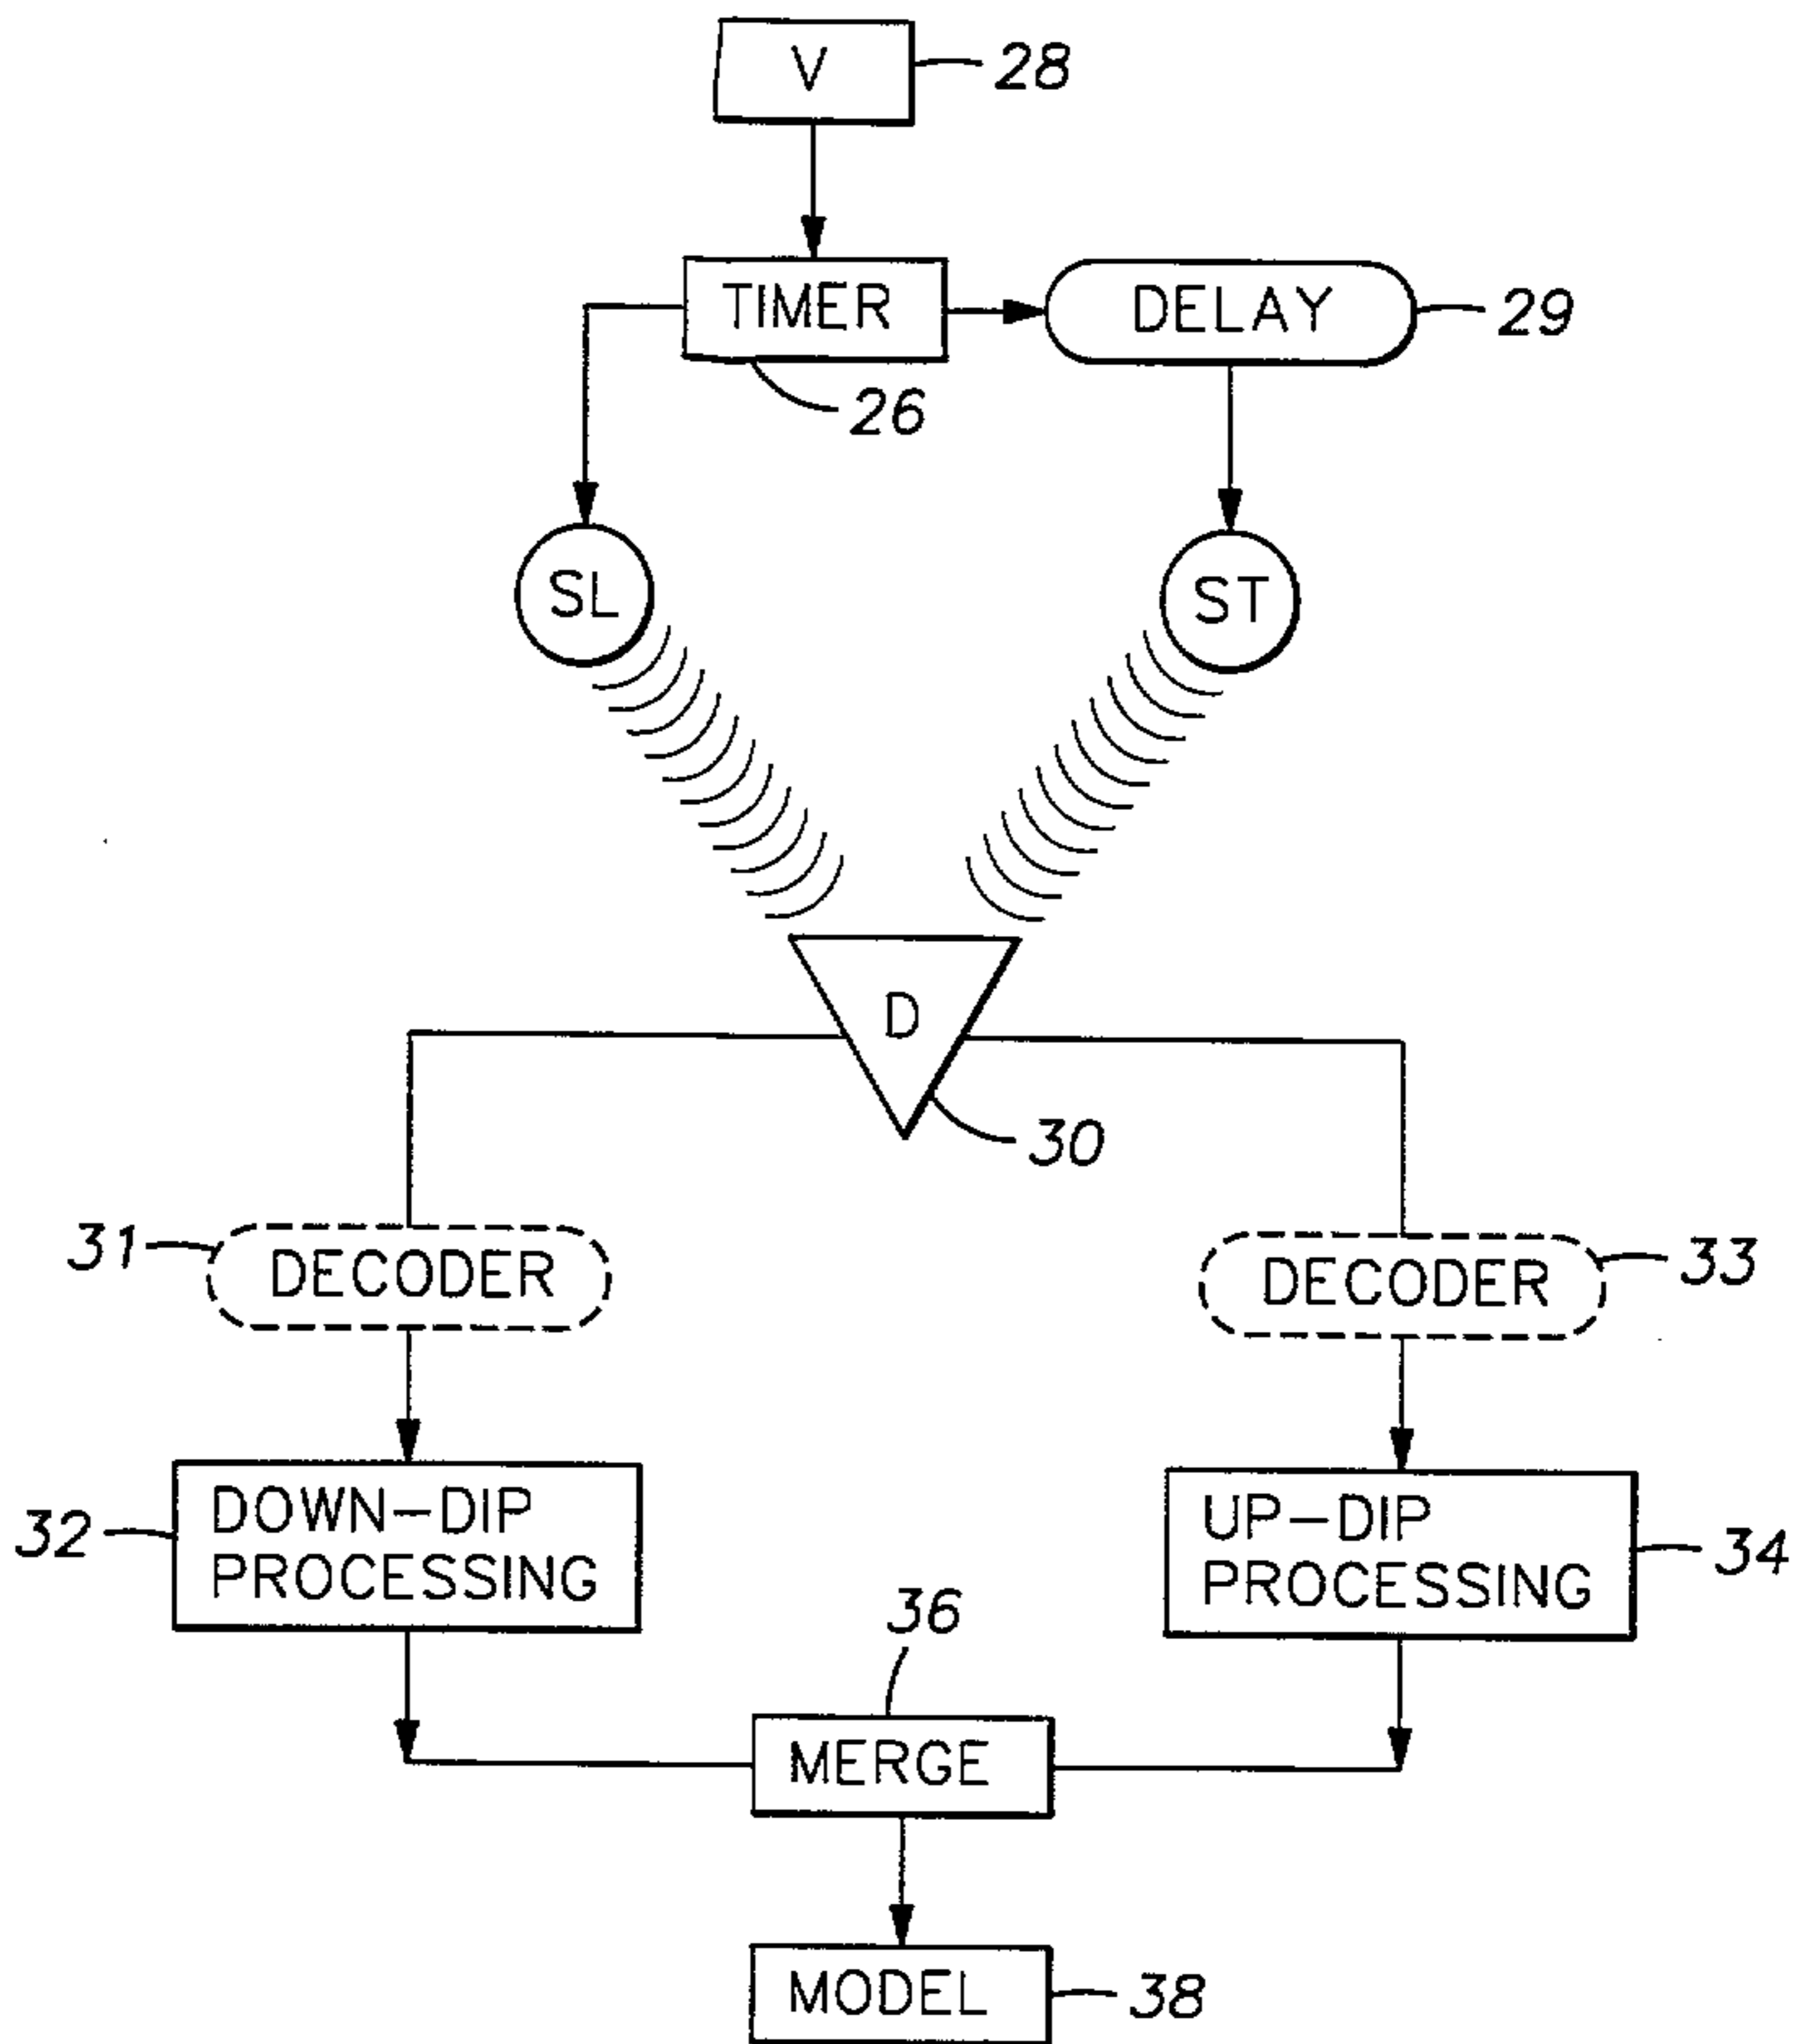 V
28
TIMER
DELAY
29
26
SL
ST
D
30
31
DECODER
DECODER
33
32
DOWN-DIP
PROCESSING
UP-DIP
PROCESSING
34
36
MERGE
MODEL
38